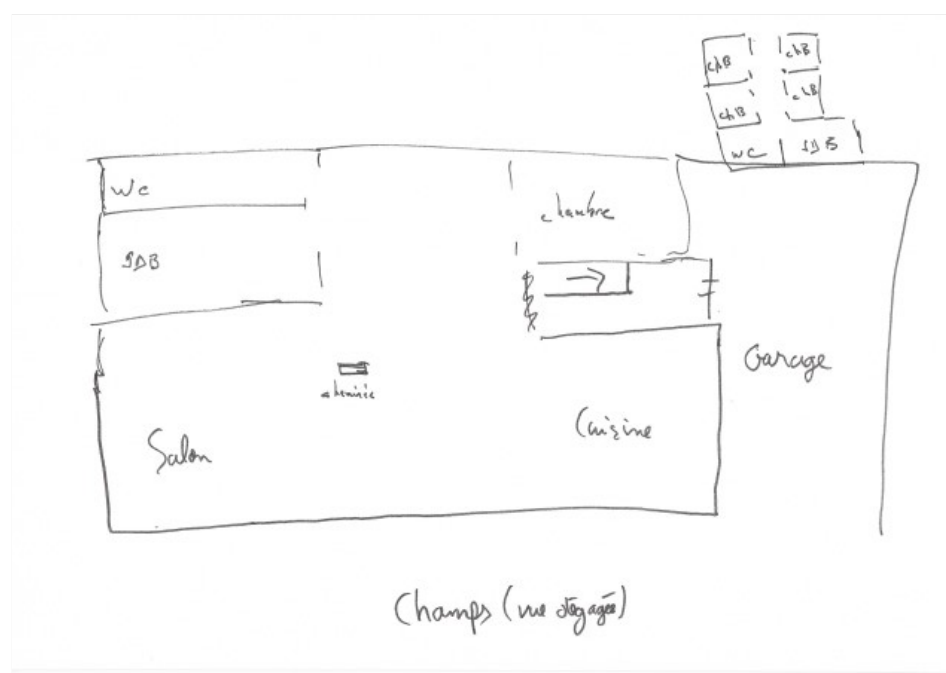 chB
chB
chB
chB
WC
SDB
WC
chambre
SDB
Garage
cheminée
Cuisine
Salon
Champs (vue dégagée)